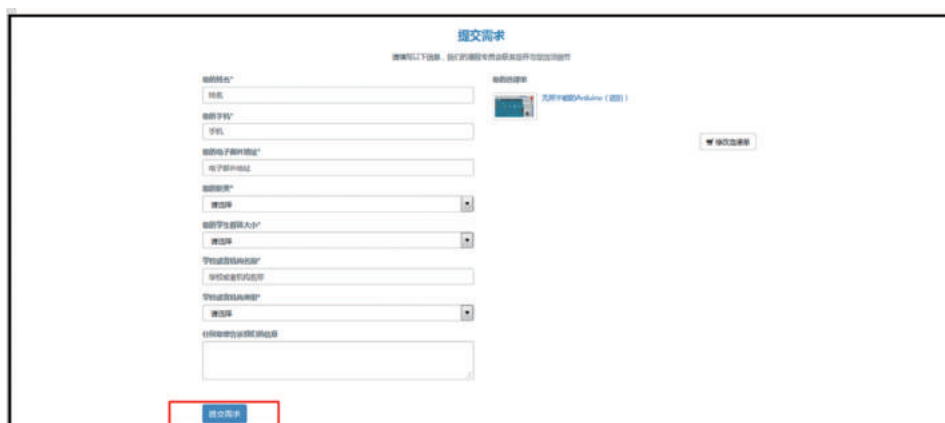 提交需求
请填写以下信息,我们的课程专员会联系您并与您洽谈细节
您的姓名*
姓名
您的手机*
手机
您的电子邮件地址*
电子邮件地址
您的职责*
请选择
您的学生群体大小*
请选择
学校或者机构名称*
学校或者机构名称
学校或者机构类型*
请选择
任何您想告诉我们的信息
提交需求
您的选课单
无所不能的Arduino(进阶)
修改选课单